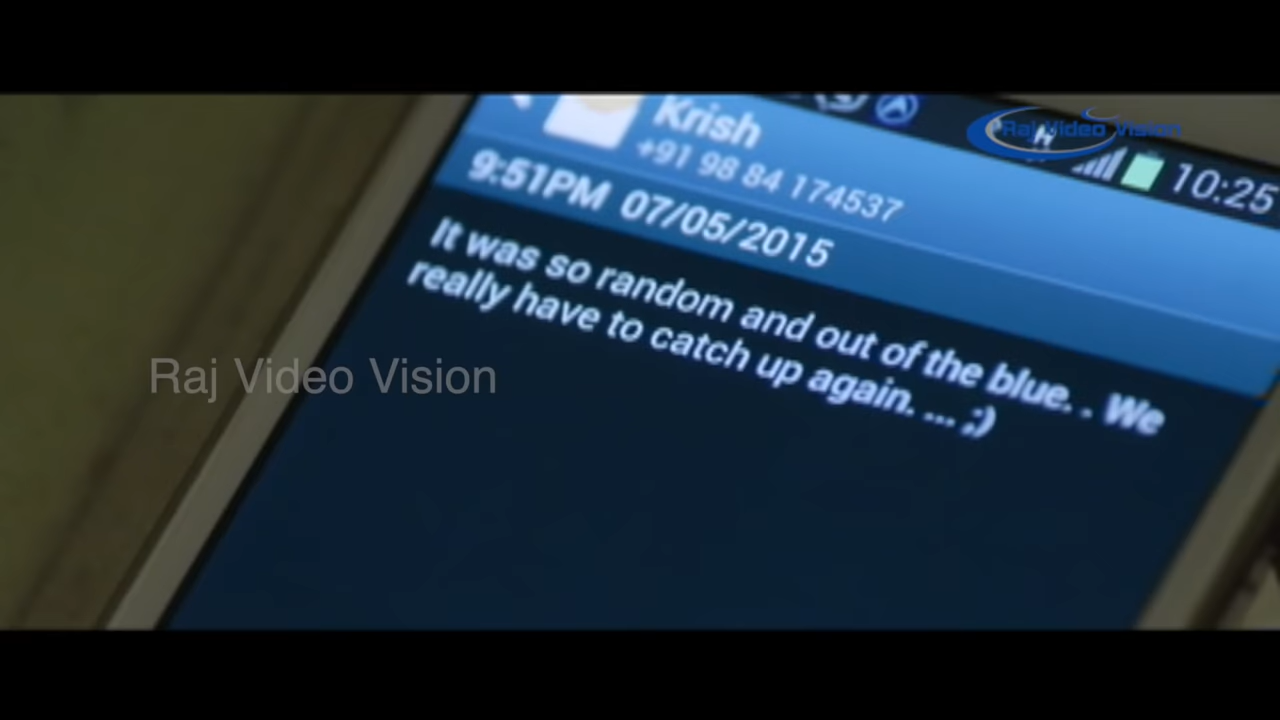 Krish
+91 98 84 174537
10:25
Raj Video Vision
9:51PM 07/05/2015
It was so random and out of the blue. . We
really have to catch up again. ... ;)
Raj Video Vision